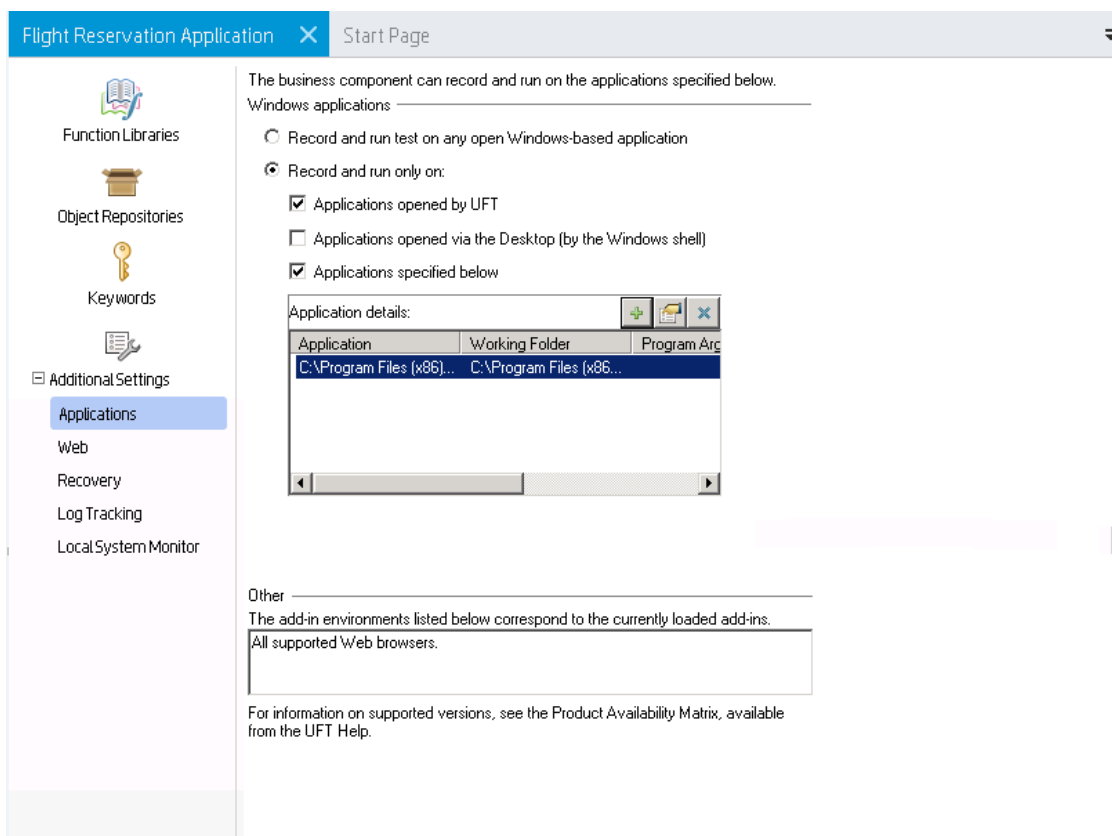 Flight Reservation Application
Start Page
Function Libraries
Object Repositories
Keywords
Additional Settings
Applications
Web
Recovery
Log Tracking
Local System Monitor
The business component can record and run on the applications specified below.
Windows applications
Record and run test on any open Windows-based application
Record and run only on:
Applications opened by UFT
Applications opened via the Desktop (by the Windows shell)
Applications specified below
Application details:
Application Working Folder Program Arg
C:\Program Files (x86)... C:\Program Files (x86...
Other
The add-in environments listed below correspond to the currently loaded add-ins.
All supported Web browsers.
For information on supported versions, see the Product Availability Matrix, available
from the UFT Help.